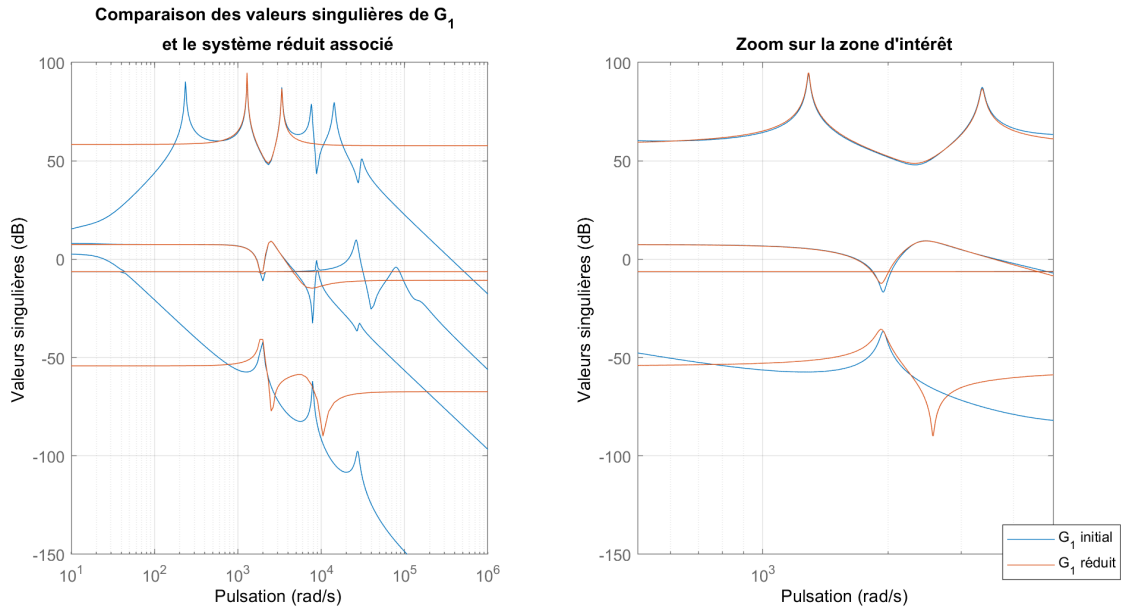 Comparaison des valeurs singulières de G1
et le système réduit associé
Valeurs singulières (dB)
100
50
0
-50
-100
-150
10^1
10^2
10^3
10^4
10^5
10^6
Pulsation (rad/s)
Zoom sur la zone d'intérêt
Valeurs singulières (dB)
100
50
0
-50
-100
-150
10^3
Pulsation (rad/s)
G1 initial
G1 réduit